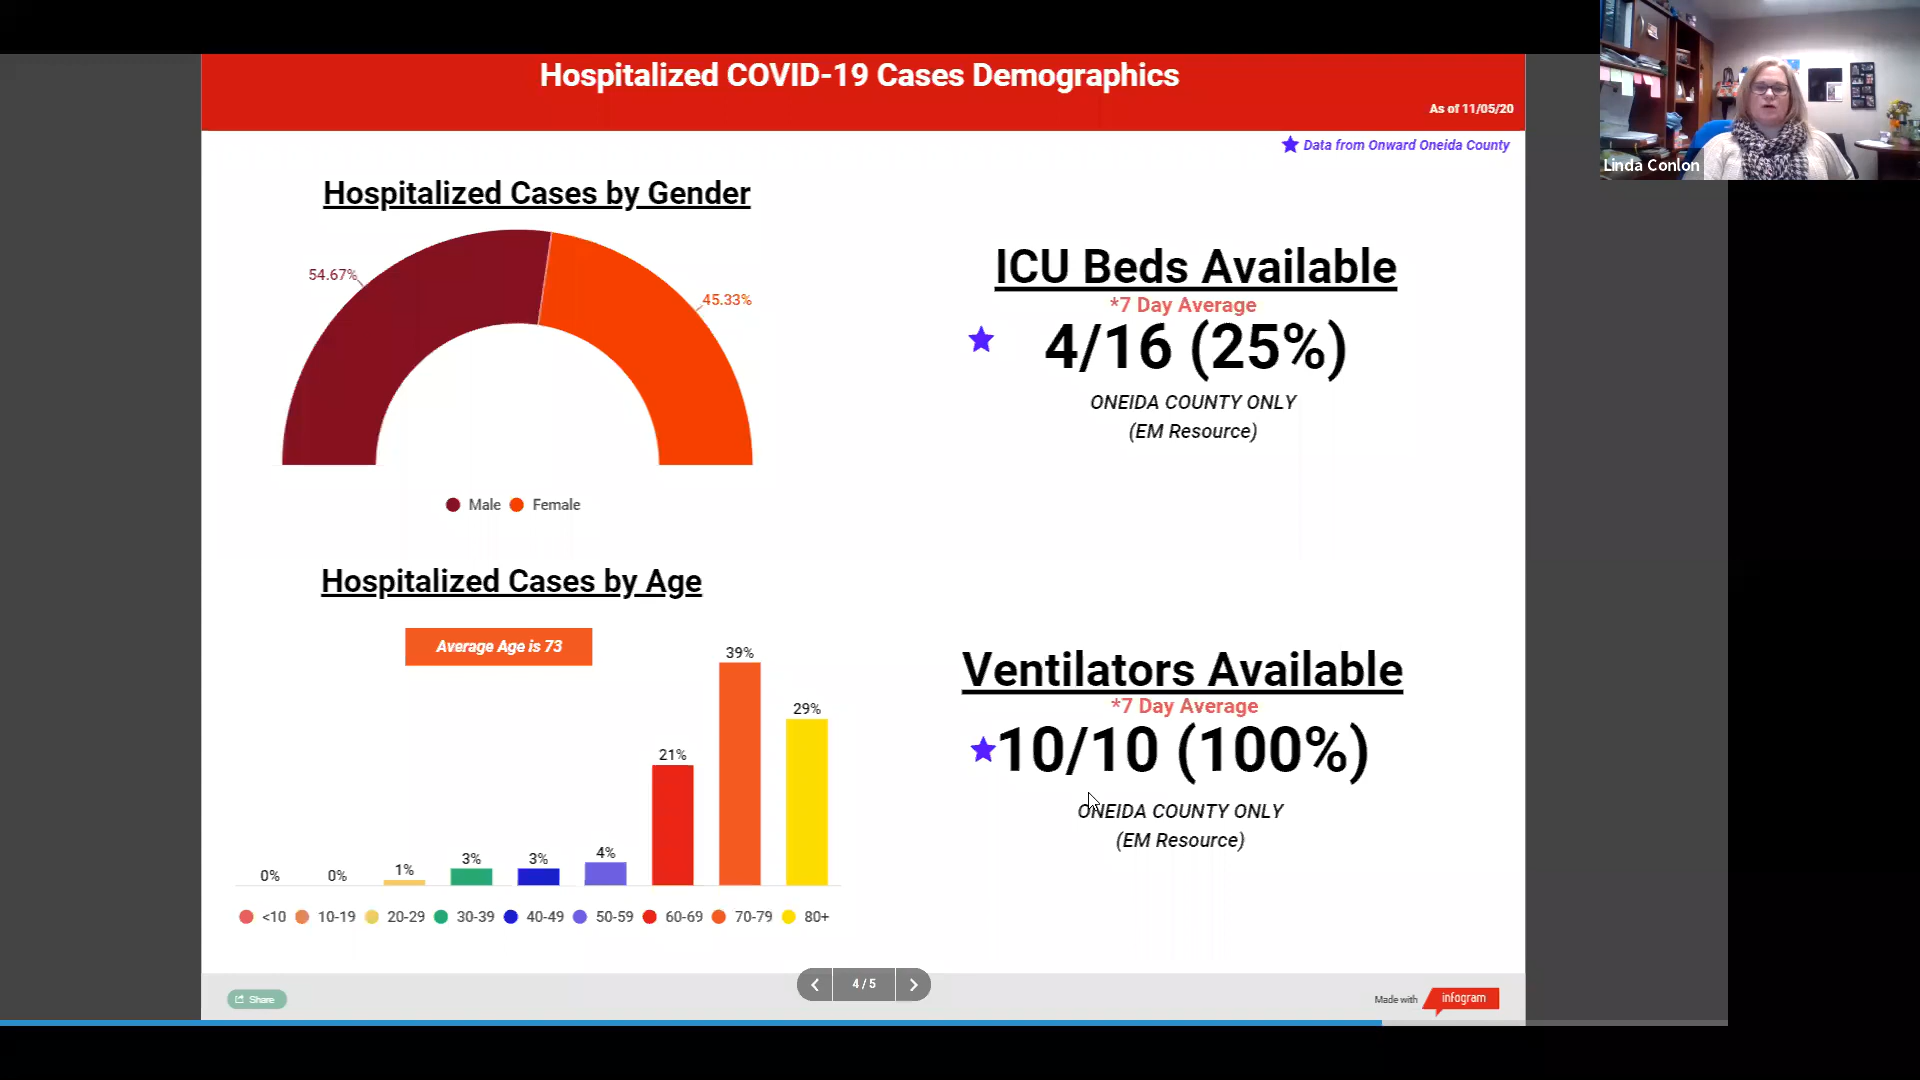 Hospitalized COVID-19 Cases Demographics
As of 11/05/20
Data from Onward Oneida County
Linda Conlon
Hospitalized Cases by Gender
54.67%
45.33%
Male Female
ICU Beds Available
*7 Day Average
4/16 (25%)
ONEIDA COUNTY ONLY
(EM Resource)
Hospitalized Cases by Age
Average Age is 73
0% 0% 1% 3% 3% 4% 21% 39% 29%
<10 10-19 20-29 30-39 40-49 50-59 60-69 70-79 80+
Ventilators Available
*7 Day Average
10/10 (100%)
ONEIDA COUNTY ONLY
(EM Resource)
Share
4 / 5
Made with infogram